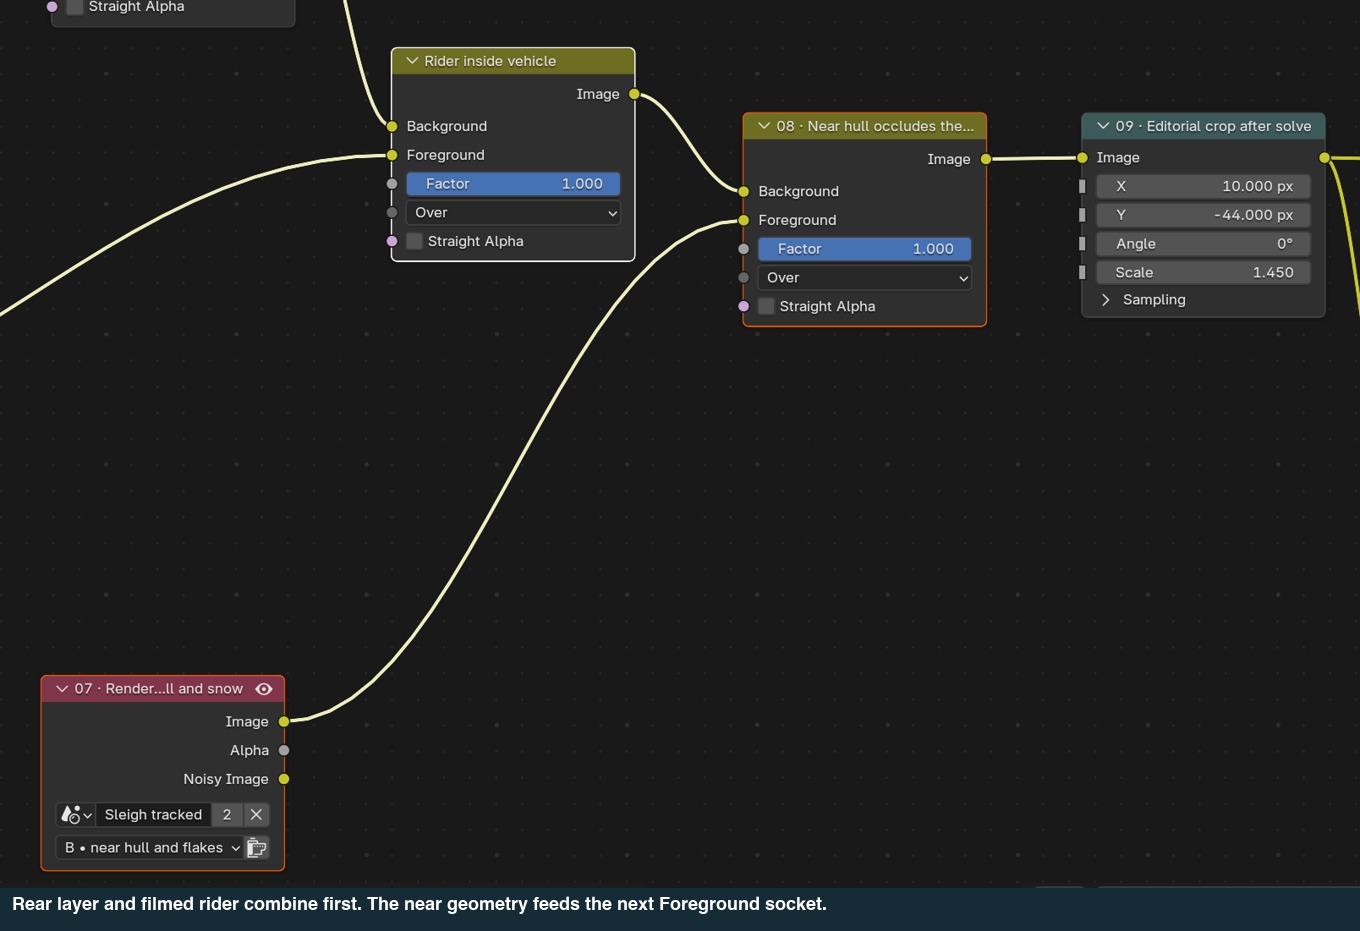 Straight Alpha
Rider inside vehicle
Image
Background
Foreground
Factor 1.000
Over
Straight Alpha
08 · Near hull occludes the...
Image
Background
Foreground
Factor 1.000
Over
Straight Alpha
09 · Editorial crop after solve
Image
X 10.000 px
Y -44.000 px
Angle 0°
Scale 1.450
Sampling
07 · Render...ll and snow
Image
Alpha
Noisy Image
Sleigh tracked 2
B • near hull and flakes
Rear layer and filmed rider combine first. The near geometry feeds the next Foreground socket.